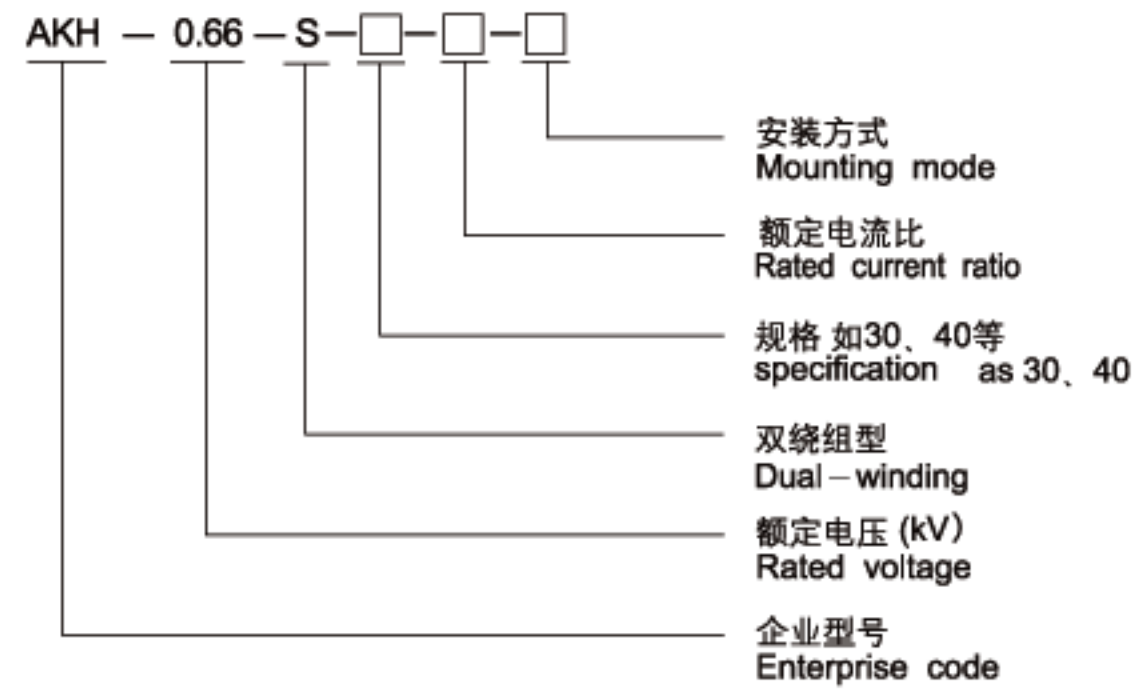 AKH — 0.66 — S — □ — □ — □
安装方式
Mounting mode
额定电流比
Rated current ratio
规格 如30、40等
specification as 30、40
双绕组型
Dual－winding
额定电压 (kV)
Rated voltage
企业型号
Enterprise code